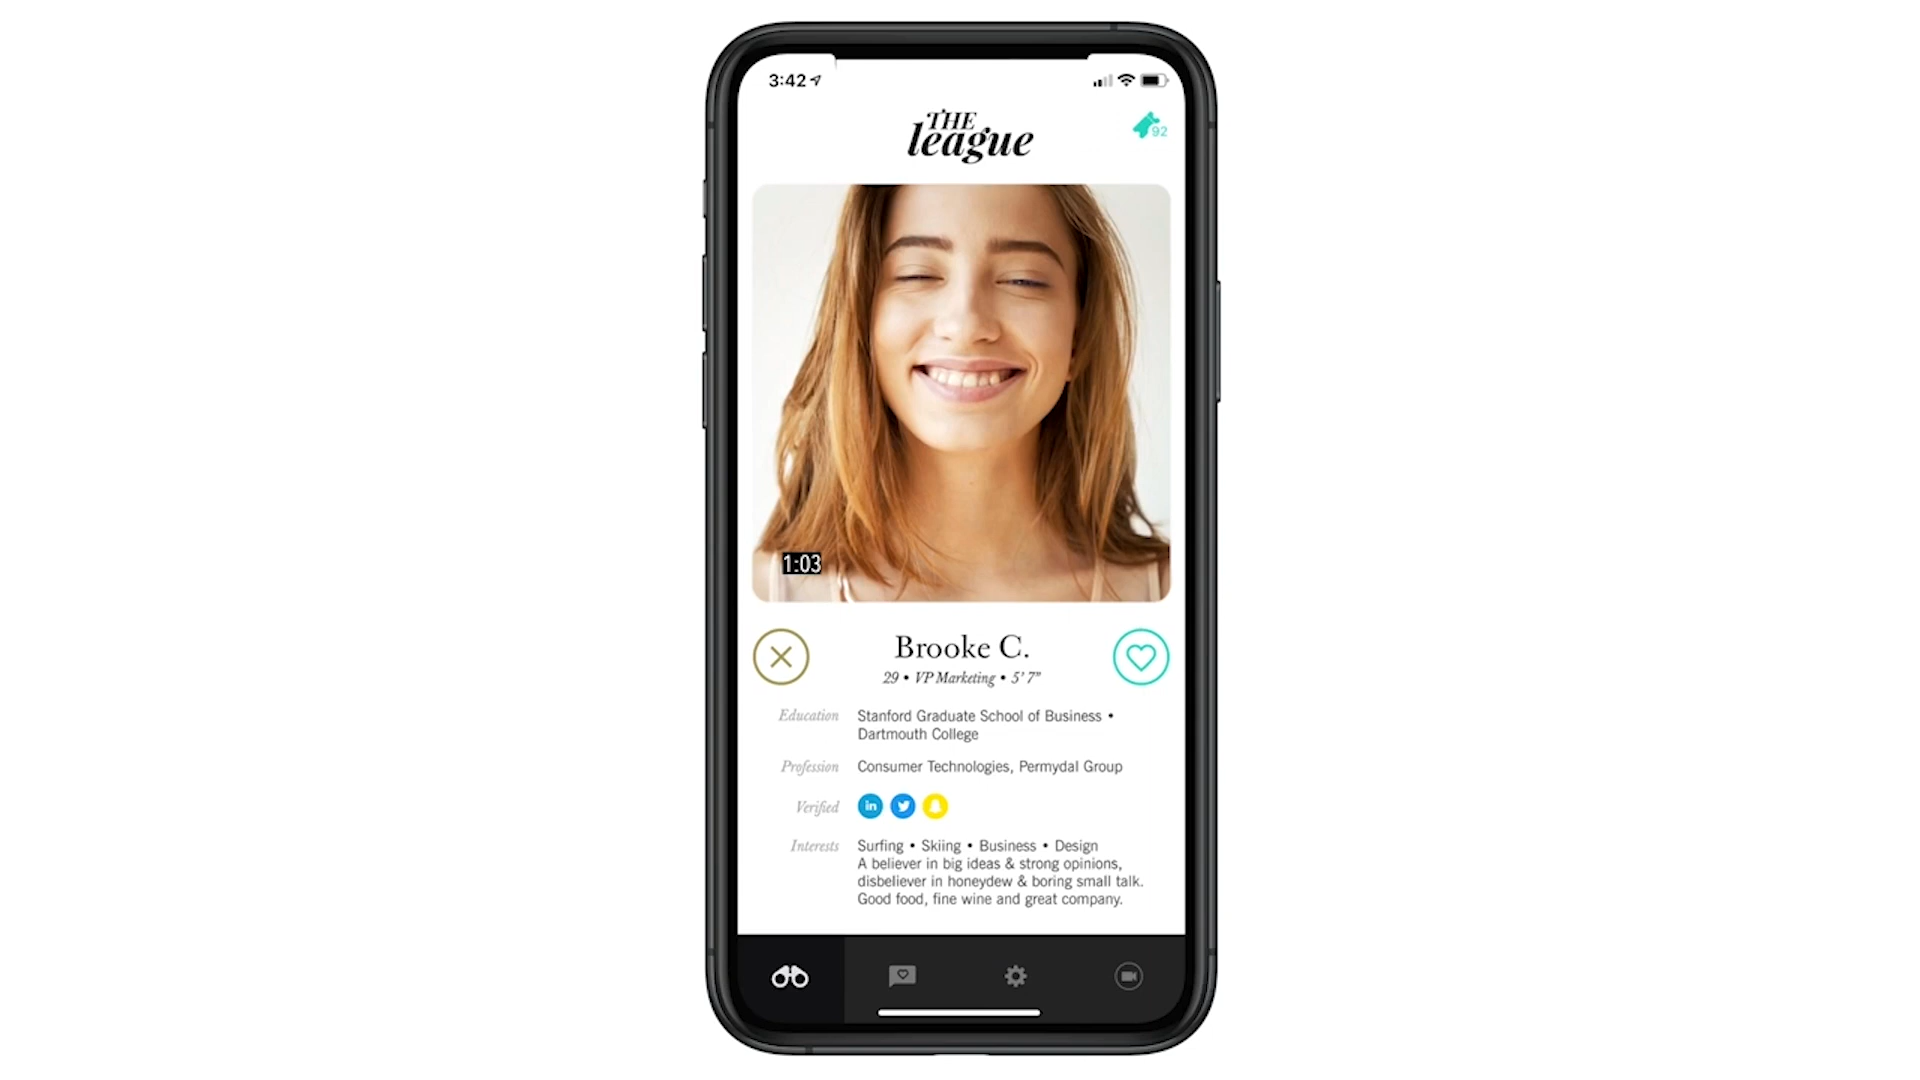 3:42
THE
league
92
1:03
Brooke C.
29 • VP Marketing • 5’ 7”
Education Stanford Graduate School of Business •
Dartmouth College
Profession Consumer Technologies, Permydal Group
Verified in
Interests Surfing • Skiing • Business • Design
A believer in big ideas & strong opinions,
disbeliever in honeydew & boring small talk.
Good food, fine wine and great company.